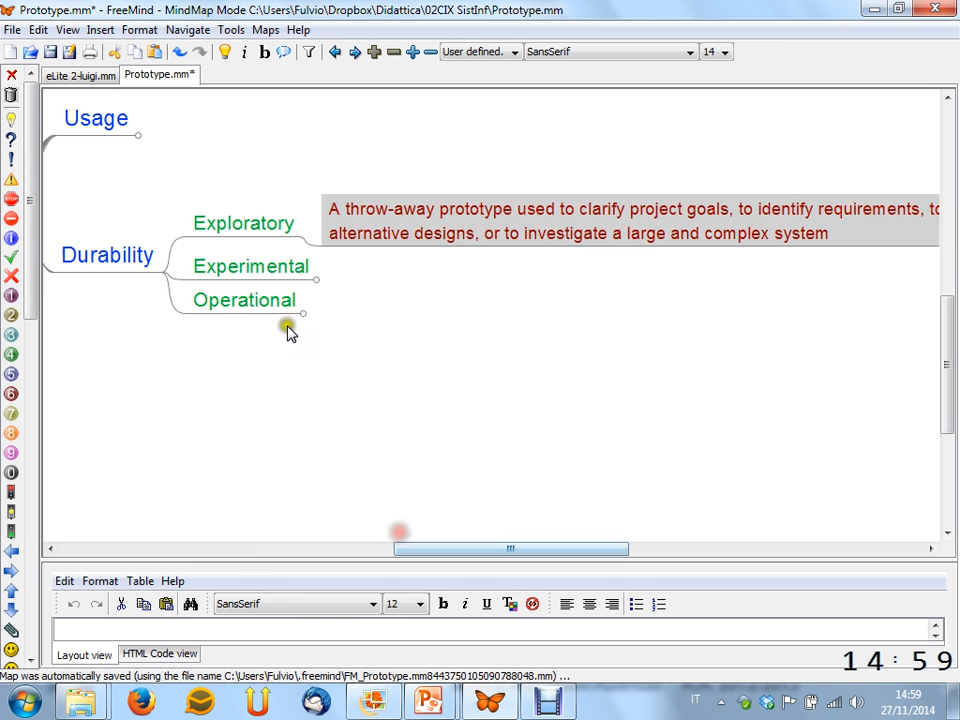 Prototype.mm* - FreeMind - MindMap Mode C:\Users\Fulvio\Dropbox\Didattica\02CIX SistInf\Prototype.mm
File Edit View Insert Format Navigate Tools Maps Help
User defined. SansSerif 14
eLite 2-luigi.mm Prototype.mm*
Usage
A throw-away prototype used to clarify project goals, to identify requirements, to
alternative designs, or to investigate a large and complex system
Exploratory
Durability
Experimental
Operational
Edit Format Table Help
SansSerif 12
Layout view HTML Code view
Map was automatically saved (using the file name C:\Users\Fulvio\.freemind\FM_Prototype.mm8443750105090788048.mm) ...
14:59
IT
14:59
27/11/2014